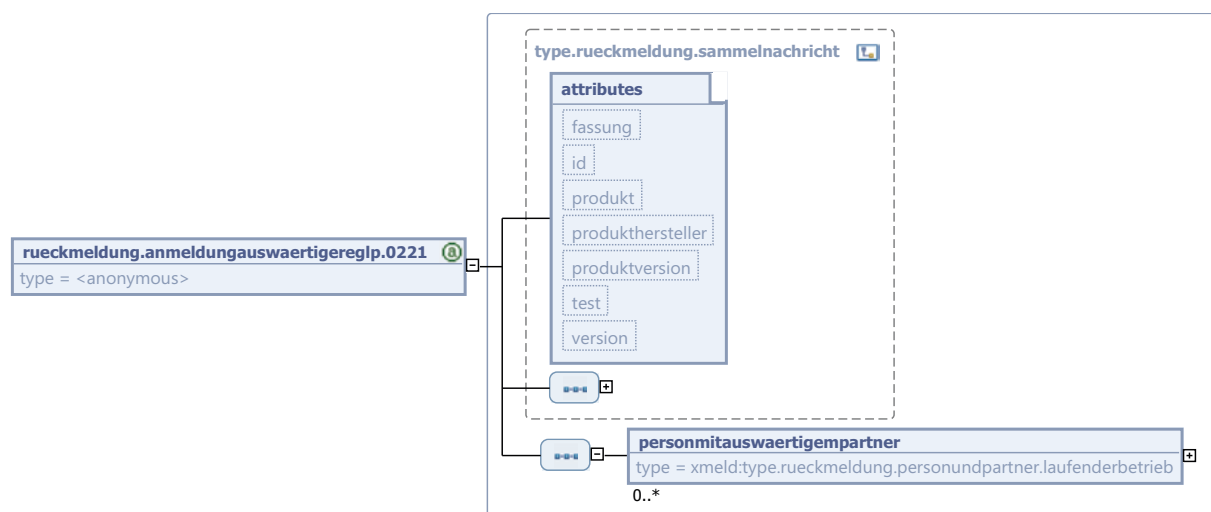 type.rueckmeldung.sammelnachricht
attributes
fassung
id
produkt
produkthersteller
produktversion
test
version
rueckmeldung.anmeldungauswaertigereglp.0221
type = <anonymous>
personmitauswaertigempartner
type = xmeld:type.rueckmeldung.personundpartner.laufenderbetrieb
0..*